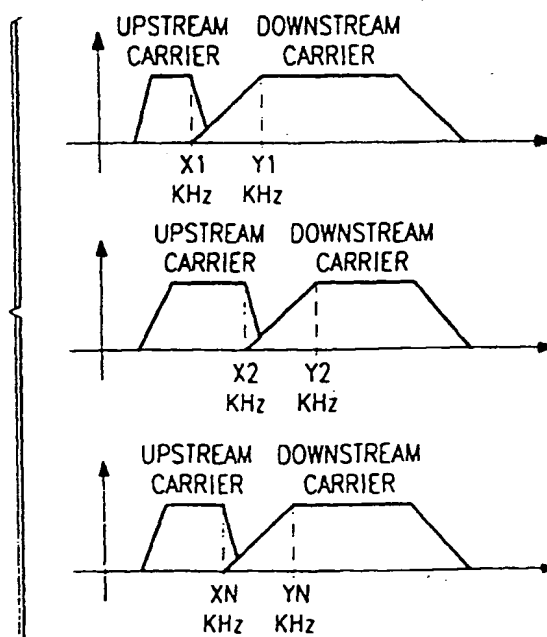 UPSTREAM DOWNSTREAM
CARRIER CARRIER
X1 Y1
KHz KHz
UPSTREAM DOWNSTREAM
CARRIER CARRIER
X2 Y2
KHz KHz
UPSTREAM DOWNSTREAM
CARRIER CARRIER
XN YN
KHz KHz